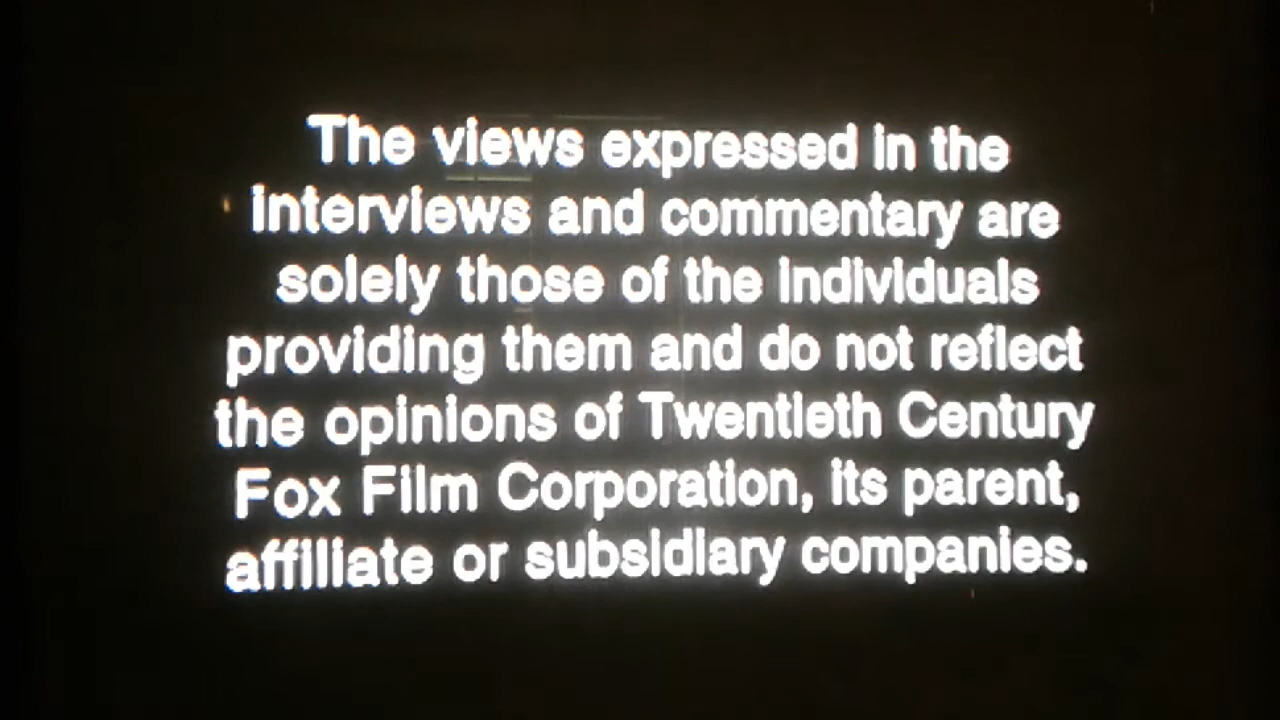 The views expressed in the
interviews and commentary are
solely those of the individuals
providing them and do not reflect
the opinions of Twentieth Century
Fox Film Corporation, its parent,
affiliate or subsidiary companies.